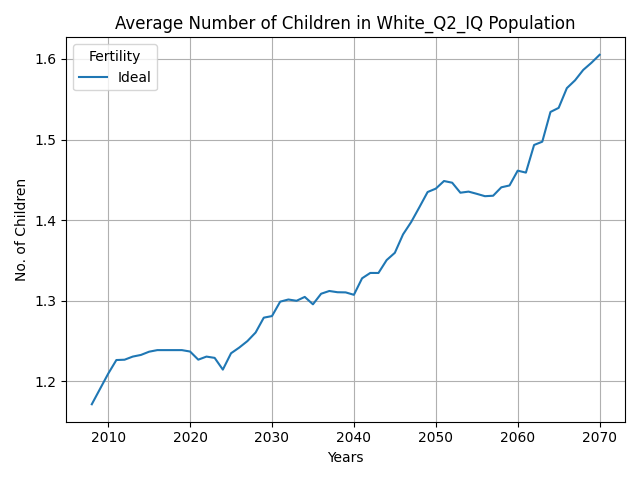 Average Number of Children in White_Q2_IQ Population
Fertility
Ideal
No. of Children
1.6
1.5
1.4
1.3
1.2
2010 2020 2030 2040 2050 2060 2070
Years